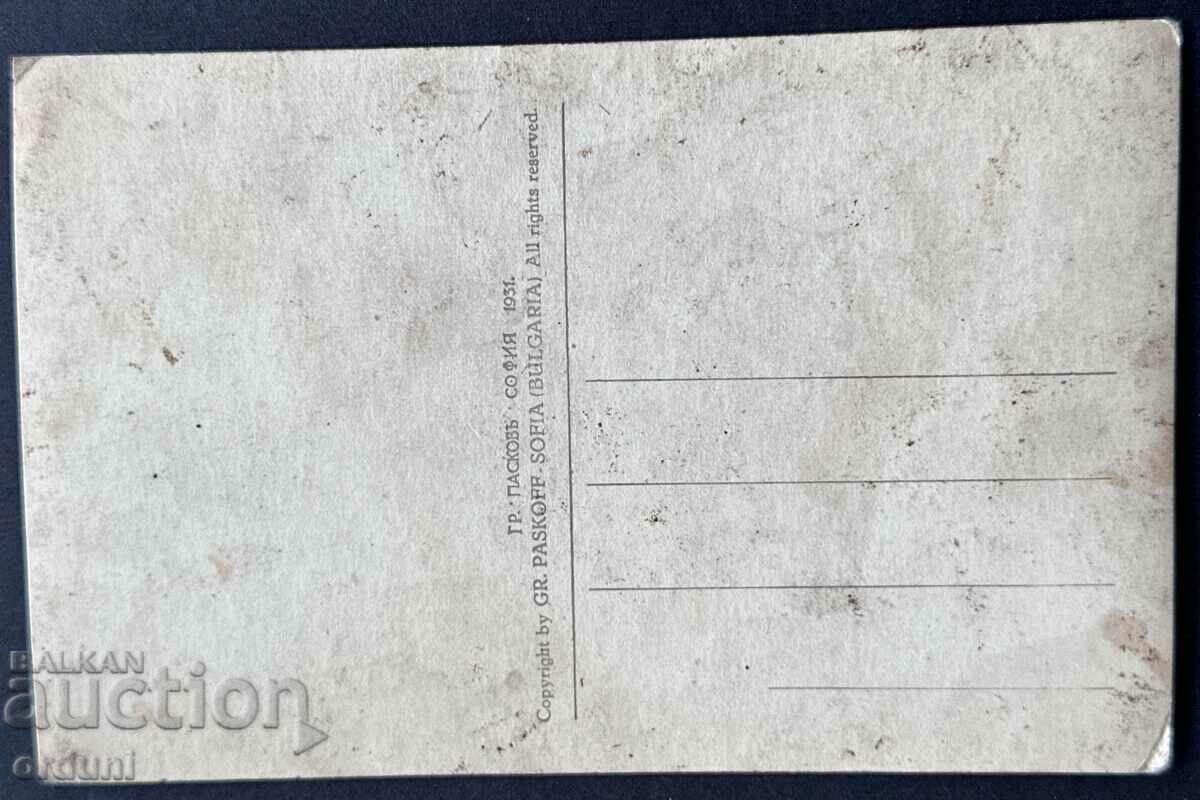 ГР. ПАСКОВЪ · СОФИЯ 1931.
Copyright by GR. PASKOFF - SOFIA (BULGARIA) All rights reserved.
BALKAN
auction
orduni